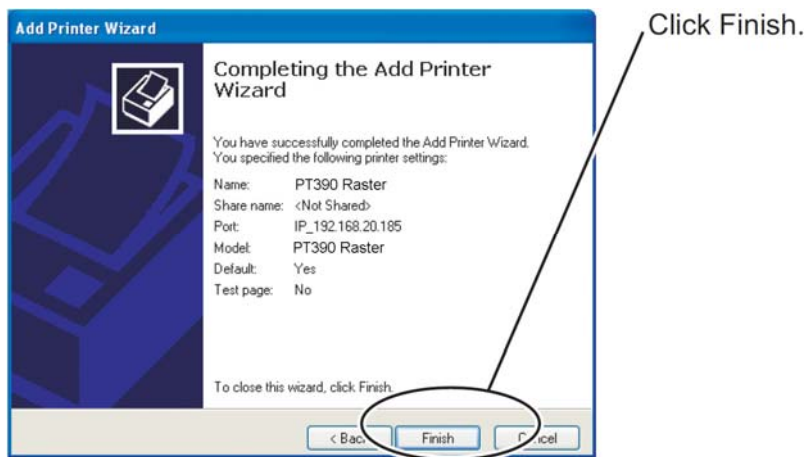 Add Printer Wizard
Click Finish.
Completing the Add Printer
Wizard
You have successfully completed the Add Printer Wizard.
You specified the following printer settings:
Name: PT390 Raster
Share name: <Not Shared>
Port: IP_192.168.20.185
Model: PT390 Raster
Default: Yes
Test page: No
To close this wizard, click Finish.
< Back Finish Cancel